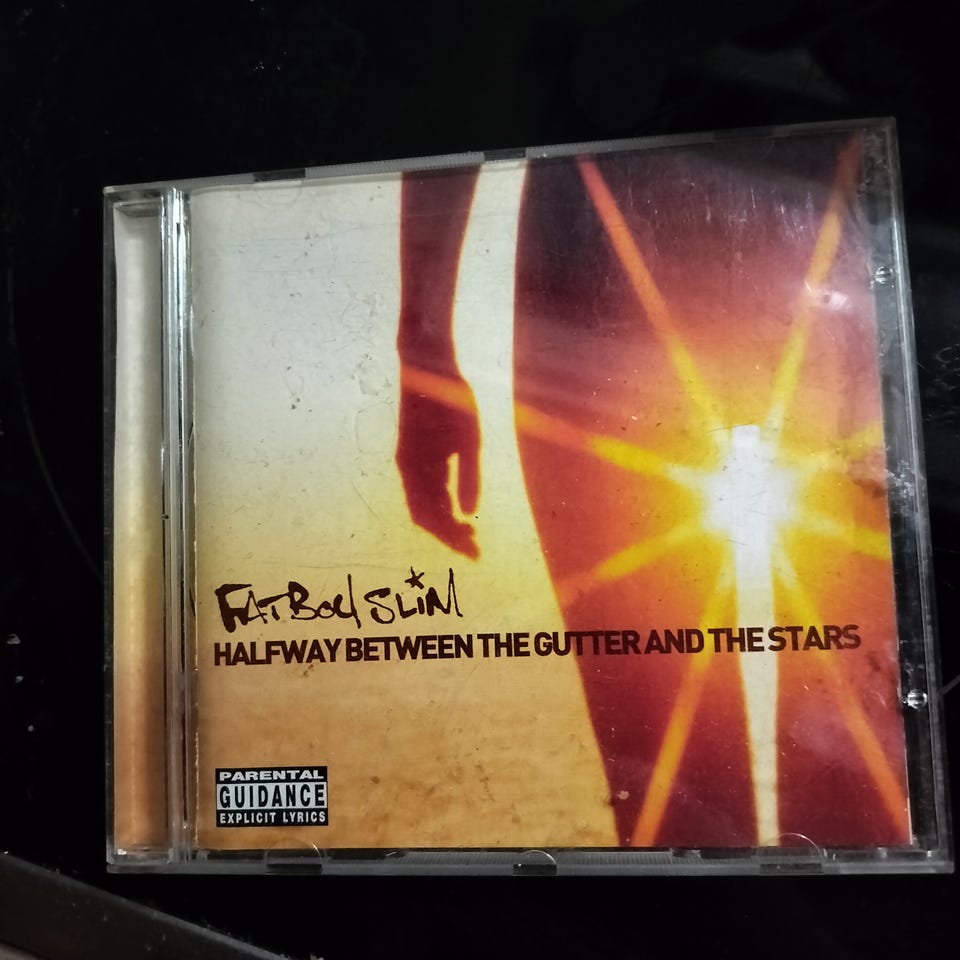 FATBOY SLIM
HALFWAY BETWEEN THE GUTTER AND THE STARS
PARENTAL
GUIDANCE
EXPLICIT LYRICS